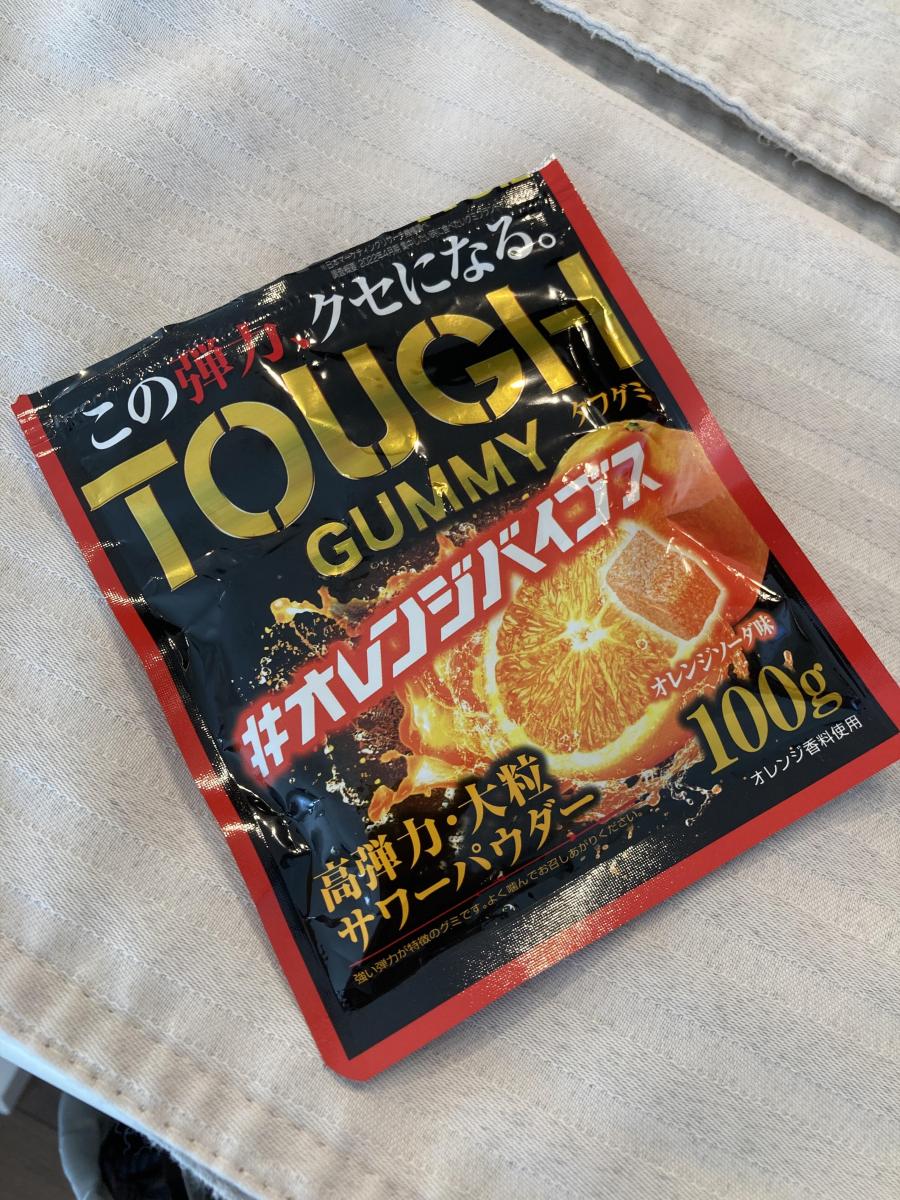 この弾力、クセになる。
TOUGH
タフグミ
GUMMY
#オレンジバイブス
オレンジソーダ味
100g
オレンジ香料使用
高弾力・大粒
サワーパウダー
強い弾力が特徴のグミです。よく噛んでお召しあがりください。